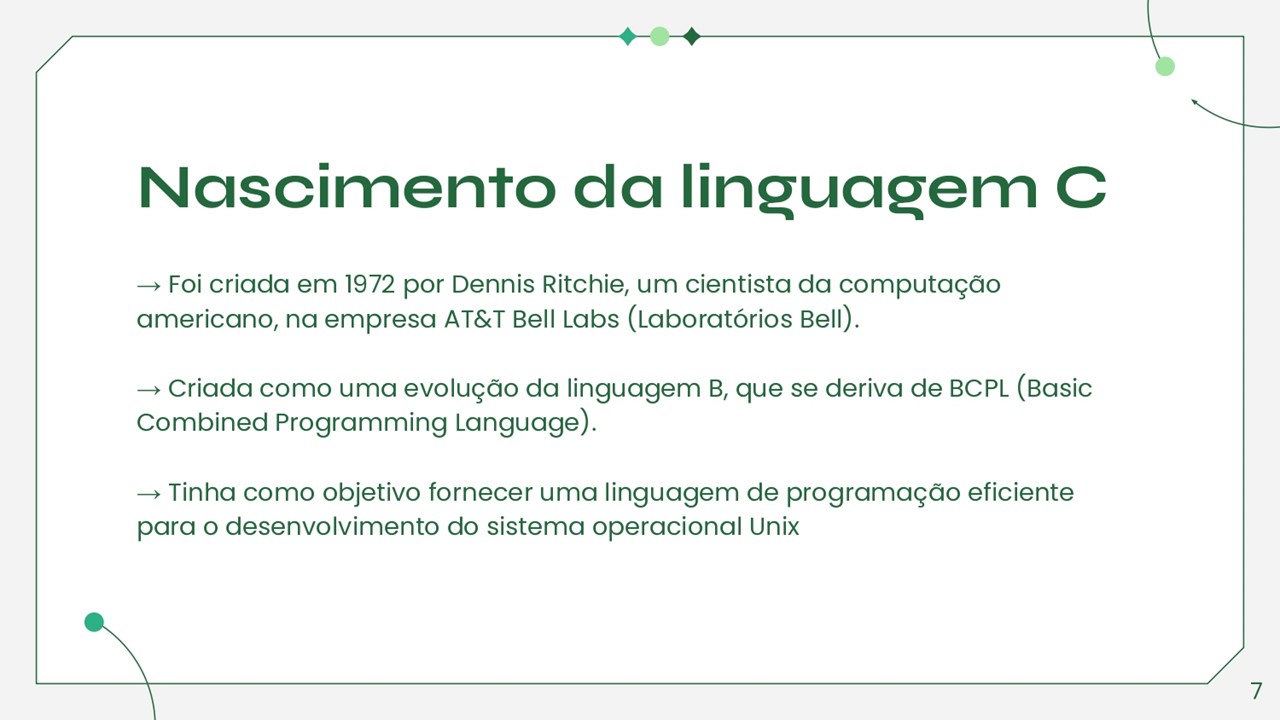 Nascimento da linguagem C
→ Foi criada em 1972 por Dennis Ritchie, um cientista da computação
americano, na empresa AT&T Bell Labs (Laboratórios Bell).
→ Criada como uma evolução da linguagem B, que se deriva de BCPL (Basic
Combined Programming Language).
→ Tinha como objetivo fornecer uma linguagem de programação eficiente
para o desenvolvimento do sistema operacional Unix
7